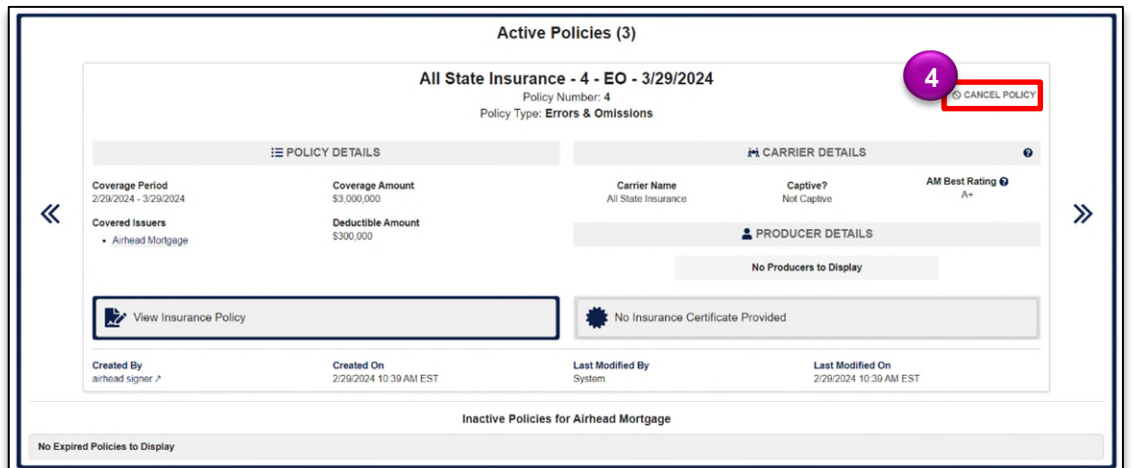 Active Policies (3)
All State Insurance - 4 - EO - 3/29/2024
4
CANCEL POLICY
Policy Number: 4
Policy Type: Errors & Omissions
POLICY DETAILS
Coverage Period
2/29/2024 - 3/29/2024
Coverage Amount
$3,000,000
Covered Issuers
• Airhead Mortgage
Deductible Amount
$300,000
CARRIER DETAILS
Carrier Name
All State Insurance
Captive?
Not Captive
AM Best Rating
A+
PRODUCER DETAILS
No Producers to Display
View Insurance Policy
No Insurance Certificate Provided
Created By
airhead signer ↗
Created On
2/29/2024 10:39 AM EST
Last Modified By
System
Last Modified On
2/29/2024 10:39 AM EST
Inactive Policies for Airhead Mortgage
No Expired Policies to Display